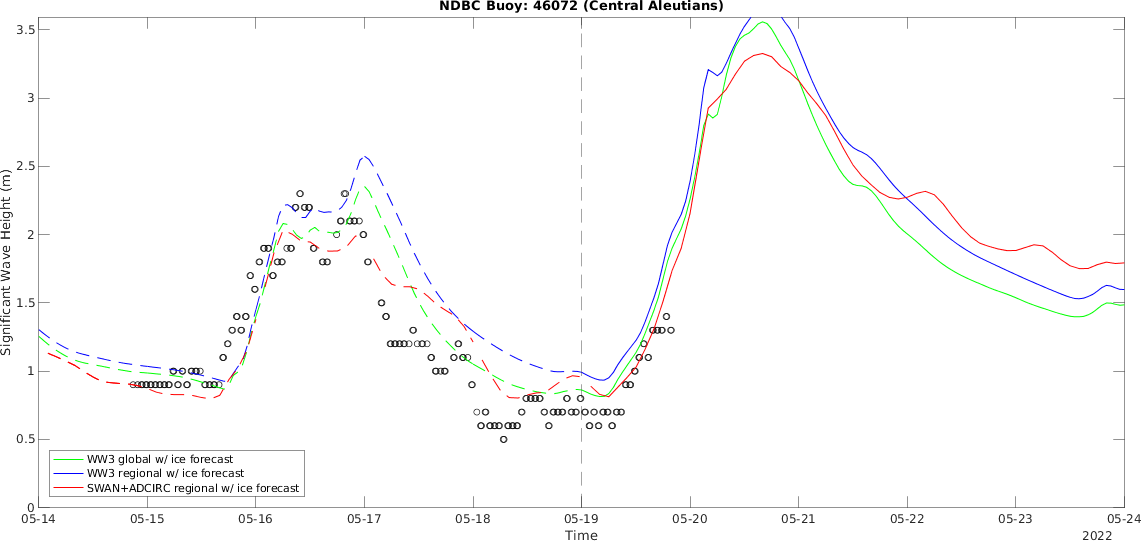 NDBC Buoy: 46072 (Central Aleutians)
3.5
3
2.5
2
1.5
1
0.5
0
Significant Wave Height (m)
WW3 global w/ ice forecast
WW3 regional w/ ice forecast
SWAN+ADCIRC regional w/ ice forecast
05-14 05-15 05-16 05-17 05-18 05-19 05-20 05-21 05-22 05-23 05-24
Time
2022